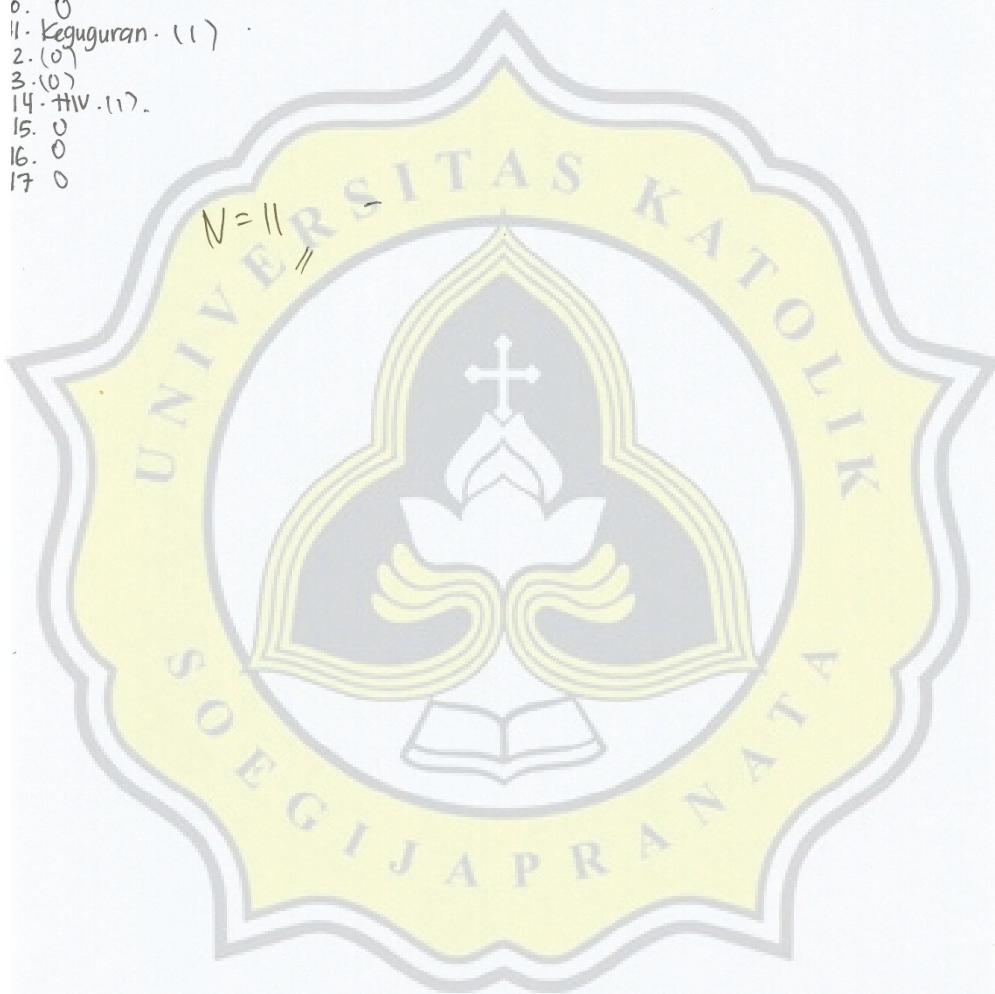 0. 0
11. Keguguran. (1)
2. (0)
3. (0)
14. HIV. (1).
15. 0
16. 0
17 0
N = 11
UNIVERSITAS KATOLIK
SOEGIJAPRANATA